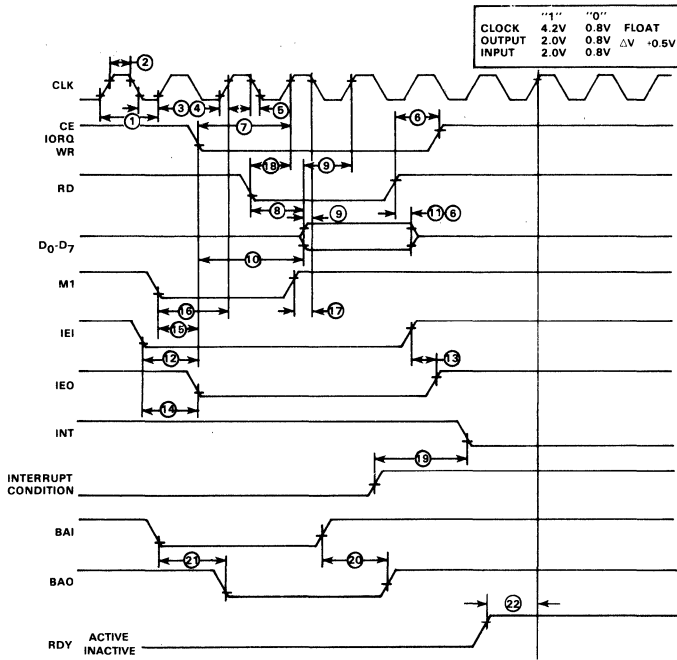 "1" "0"
CLOCK 4.2V 0.8V FLOAT
OUTPUT 2.0V 0.8V ΔV +0.5V
INPUT 2.0V 0.8V
2
CLK
3 4 5
1
CE
IORQ
WR
7
6
18 9
RD
8
9 11 6
D0-D7
10
M1
16
17
15
IEI
12
13
IEO
14
INT
19
INTERRUPT
CONDITION
BAI
21 20
BAO
22
RDY ACTIVE
INACTIVE